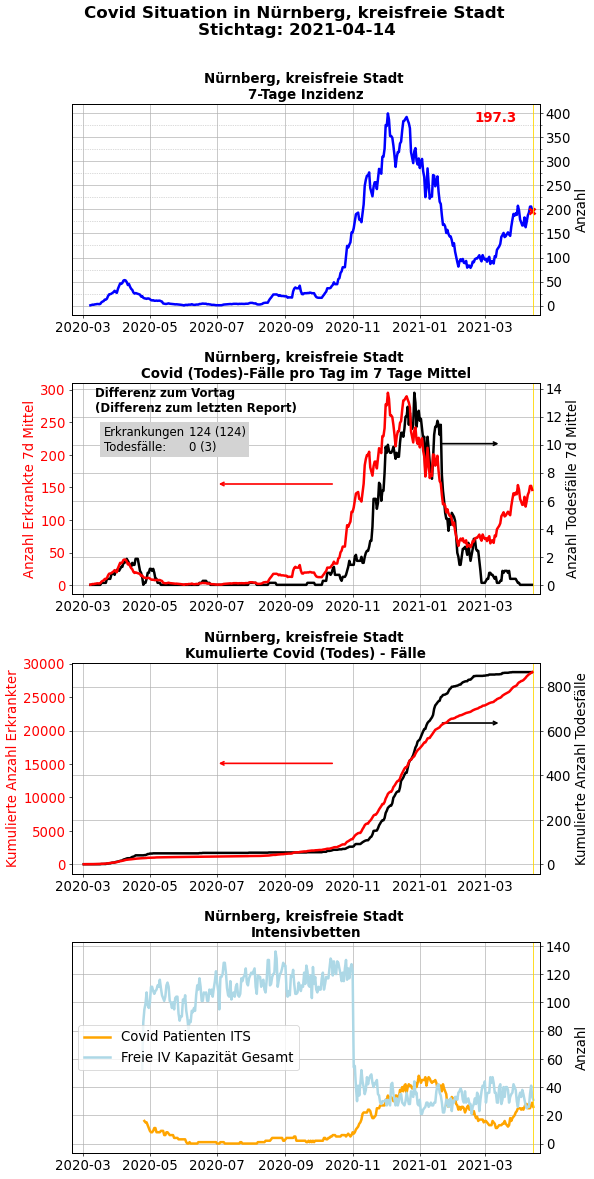 Covid Situation in Nürnberg, kreisfreie Stadt
Stichtag: 2021-04-14
Nürnberg, kreisfreie Stadt
7-Tage Inzidenz
197.3
400
350
300
250
200
150
100
50
0
Anzahl
2020-03 2020-05 2020-07 2020-09 2020-11 2021-01 2021-03
Nürnberg, kreisfreie Stadt
Covid (Todes)-Fälle pro Tag im 7 Tage Mittel
Anzahl Erkrankte 7d Mittel
300
250
200
150
100
50
0
Differenz zum Vortag
(Differenz zum letzten Report)
Erkrankungen 124 (124)
Todesfälle: 0 (3)
14
12
10
8
6
4
2
0
Anzahl Todesfälle 7d Mittel
2020-03 2020-05 2020-07 2020-09 2020-11 2021-01 2021-03
Nürnberg, kreisfreie Stadt
Kumulierte Covid (Todes) - Fälle
Kumulierte Anzahl Erkrankter
30000
25000
20000
15000
10000
5000
0
800
600
400
200
0
Kumulierte Anzahl Todesfälle
2020-03 2020-05 2020-07 2020-09 2020-11 2021-01 2021-03
Nürnberg, kreisfreie Stadt
Intensivbetten
Covid Patienten ITS
Freie IV Kapazität Gesamt
140
120
100
80
60
40
20
0
Anzahl
2020-03 2020-05 2020-07 2020-09 2020-11 2021-01 2021-03